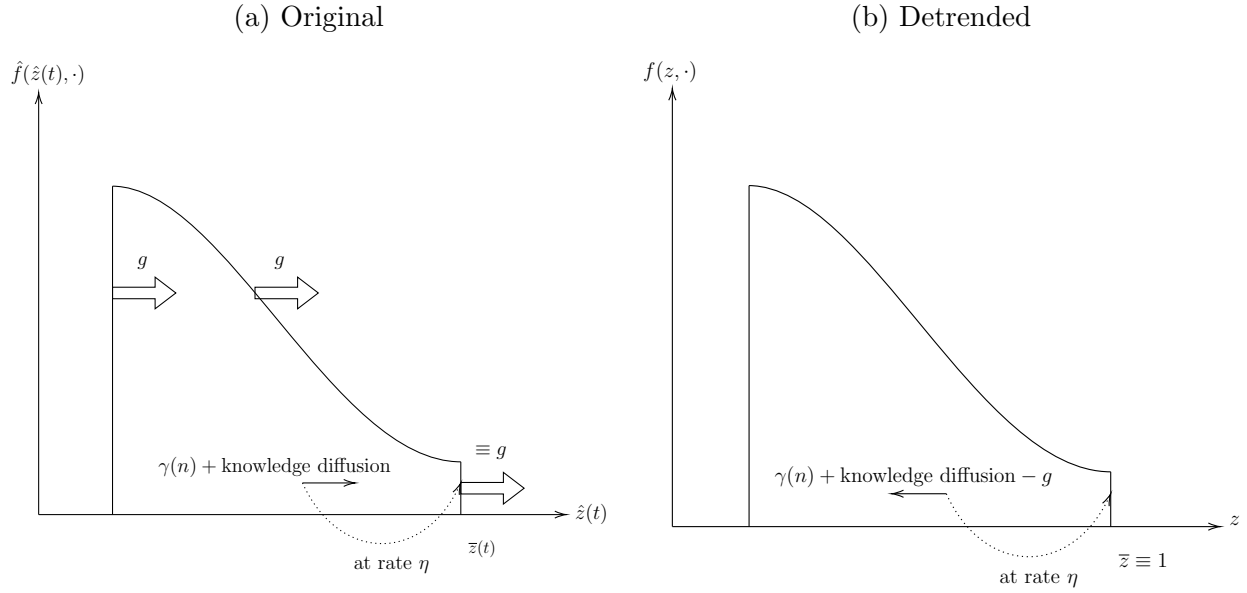 (a) Original
(b) Detrended
f̂(ẑ(t), ·)
f(z, ·)
g
g
≡ g
γ(n) + knowledge diffusion
γ(n) + knowledge diffusion − g
ẑ(t)
z
z̅(t)
z̅ ≡ 1
at rate η
at rate η